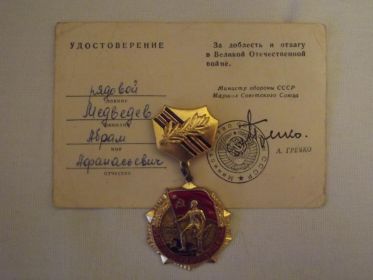 УДОСТОВЕРЕНИЕ
рядовой
звание
Медведев
фамилия
Абрам
имя
Афанасьевич
отчество
За доблесть и отвагу
в Великой Отечественной
войне.
Министр обороны СССР
Маршал Советского Союза
А. ГРЕЧКО